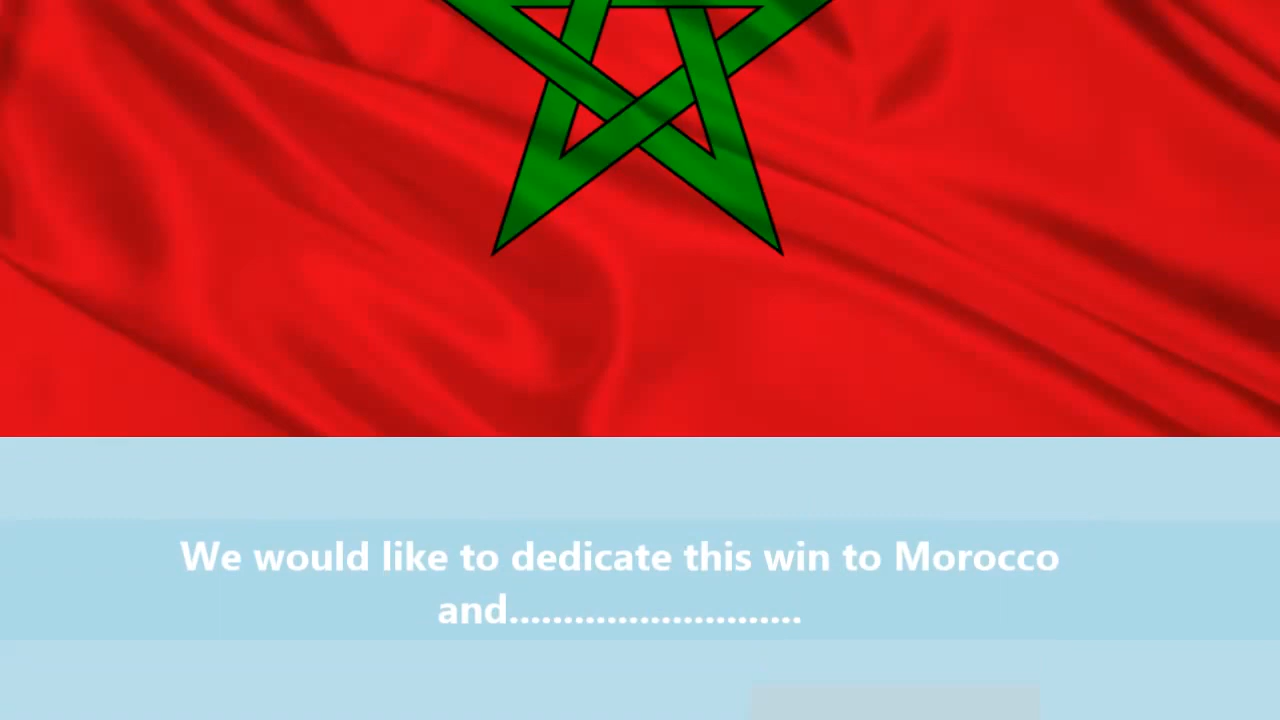 We would like to dedicate this win to Morocco
and...........................